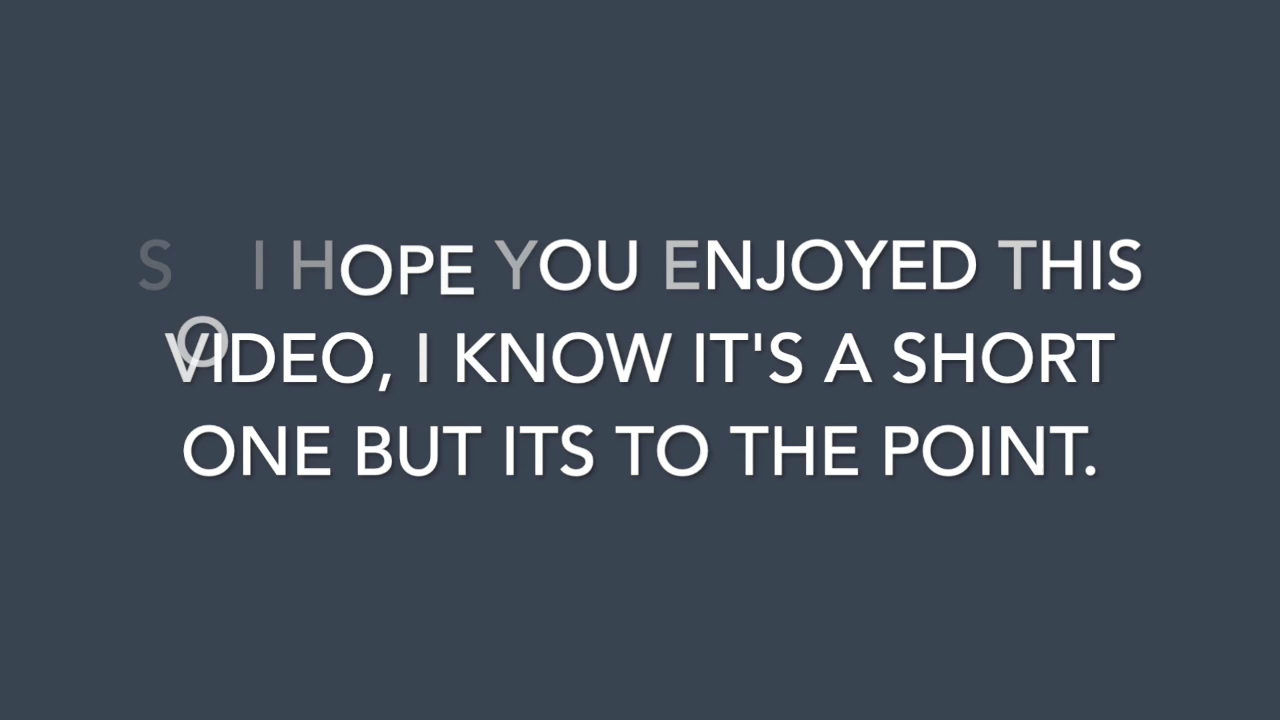 SO I HOPE YOU ENJOYED THIS
VIDEO, I KNOW IT'S A SHORT
ONE BUT ITS TO THE POINT.